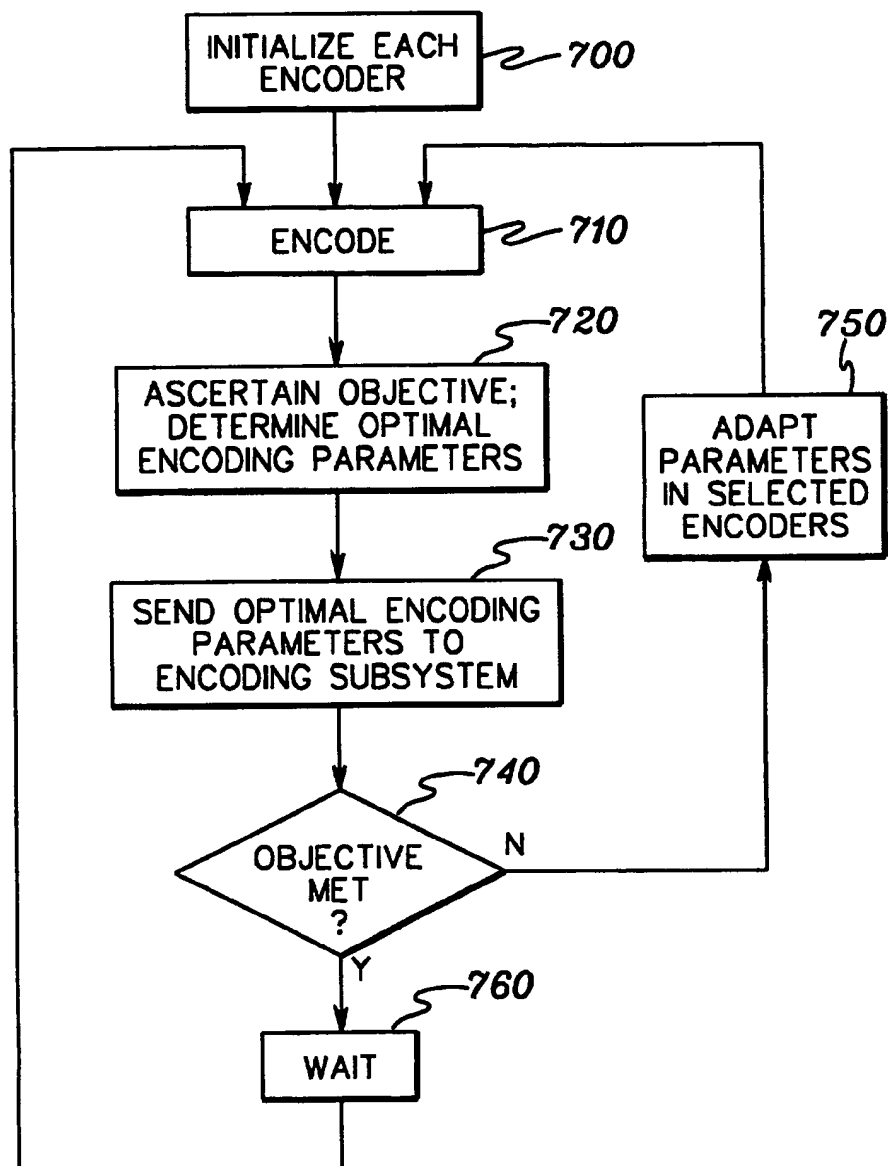 INITIALIZE EACH
ENCODER
700
ENCODE
710
720
ASCERTAIN OBJECTIVE;
DETERMINE OPTIMAL
ENCODING PARAMETERS
750
ADAPT
PARAMETERS
IN SELECTED
ENCODERS
730
SEND OPTIMAL ENCODING
PARAMETERS TO
ENCODING SUBSYSTEM
740
OBJECTIVE
MET
?
N
Y
760
WAIT